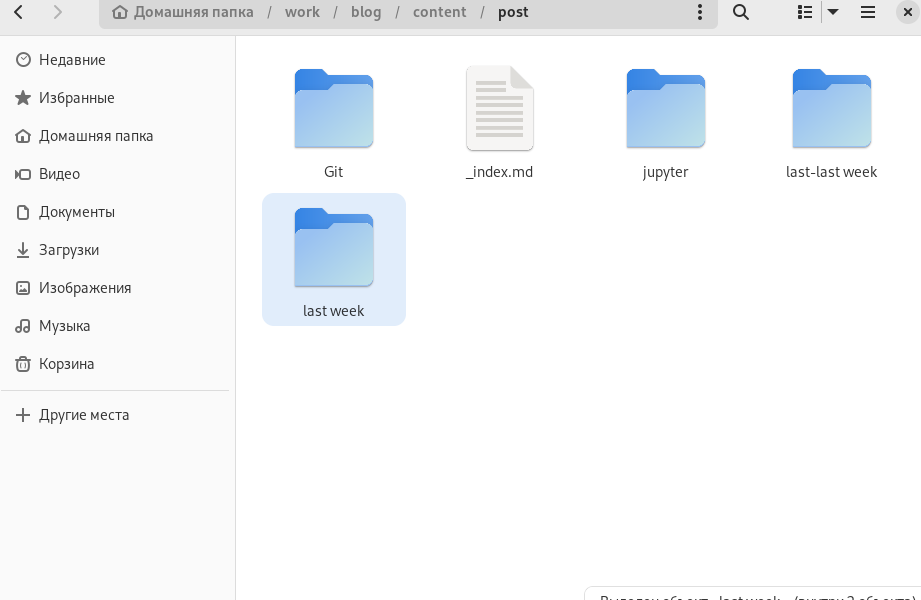 Домашняя папка / work / blog / content / post
Недавние
Избранные
Домашняя папка
Видео
Документы
Загрузки
Изображения
Музыка
Корзина
Другие места
Git
_index.md
jupyter
last-last week
last week